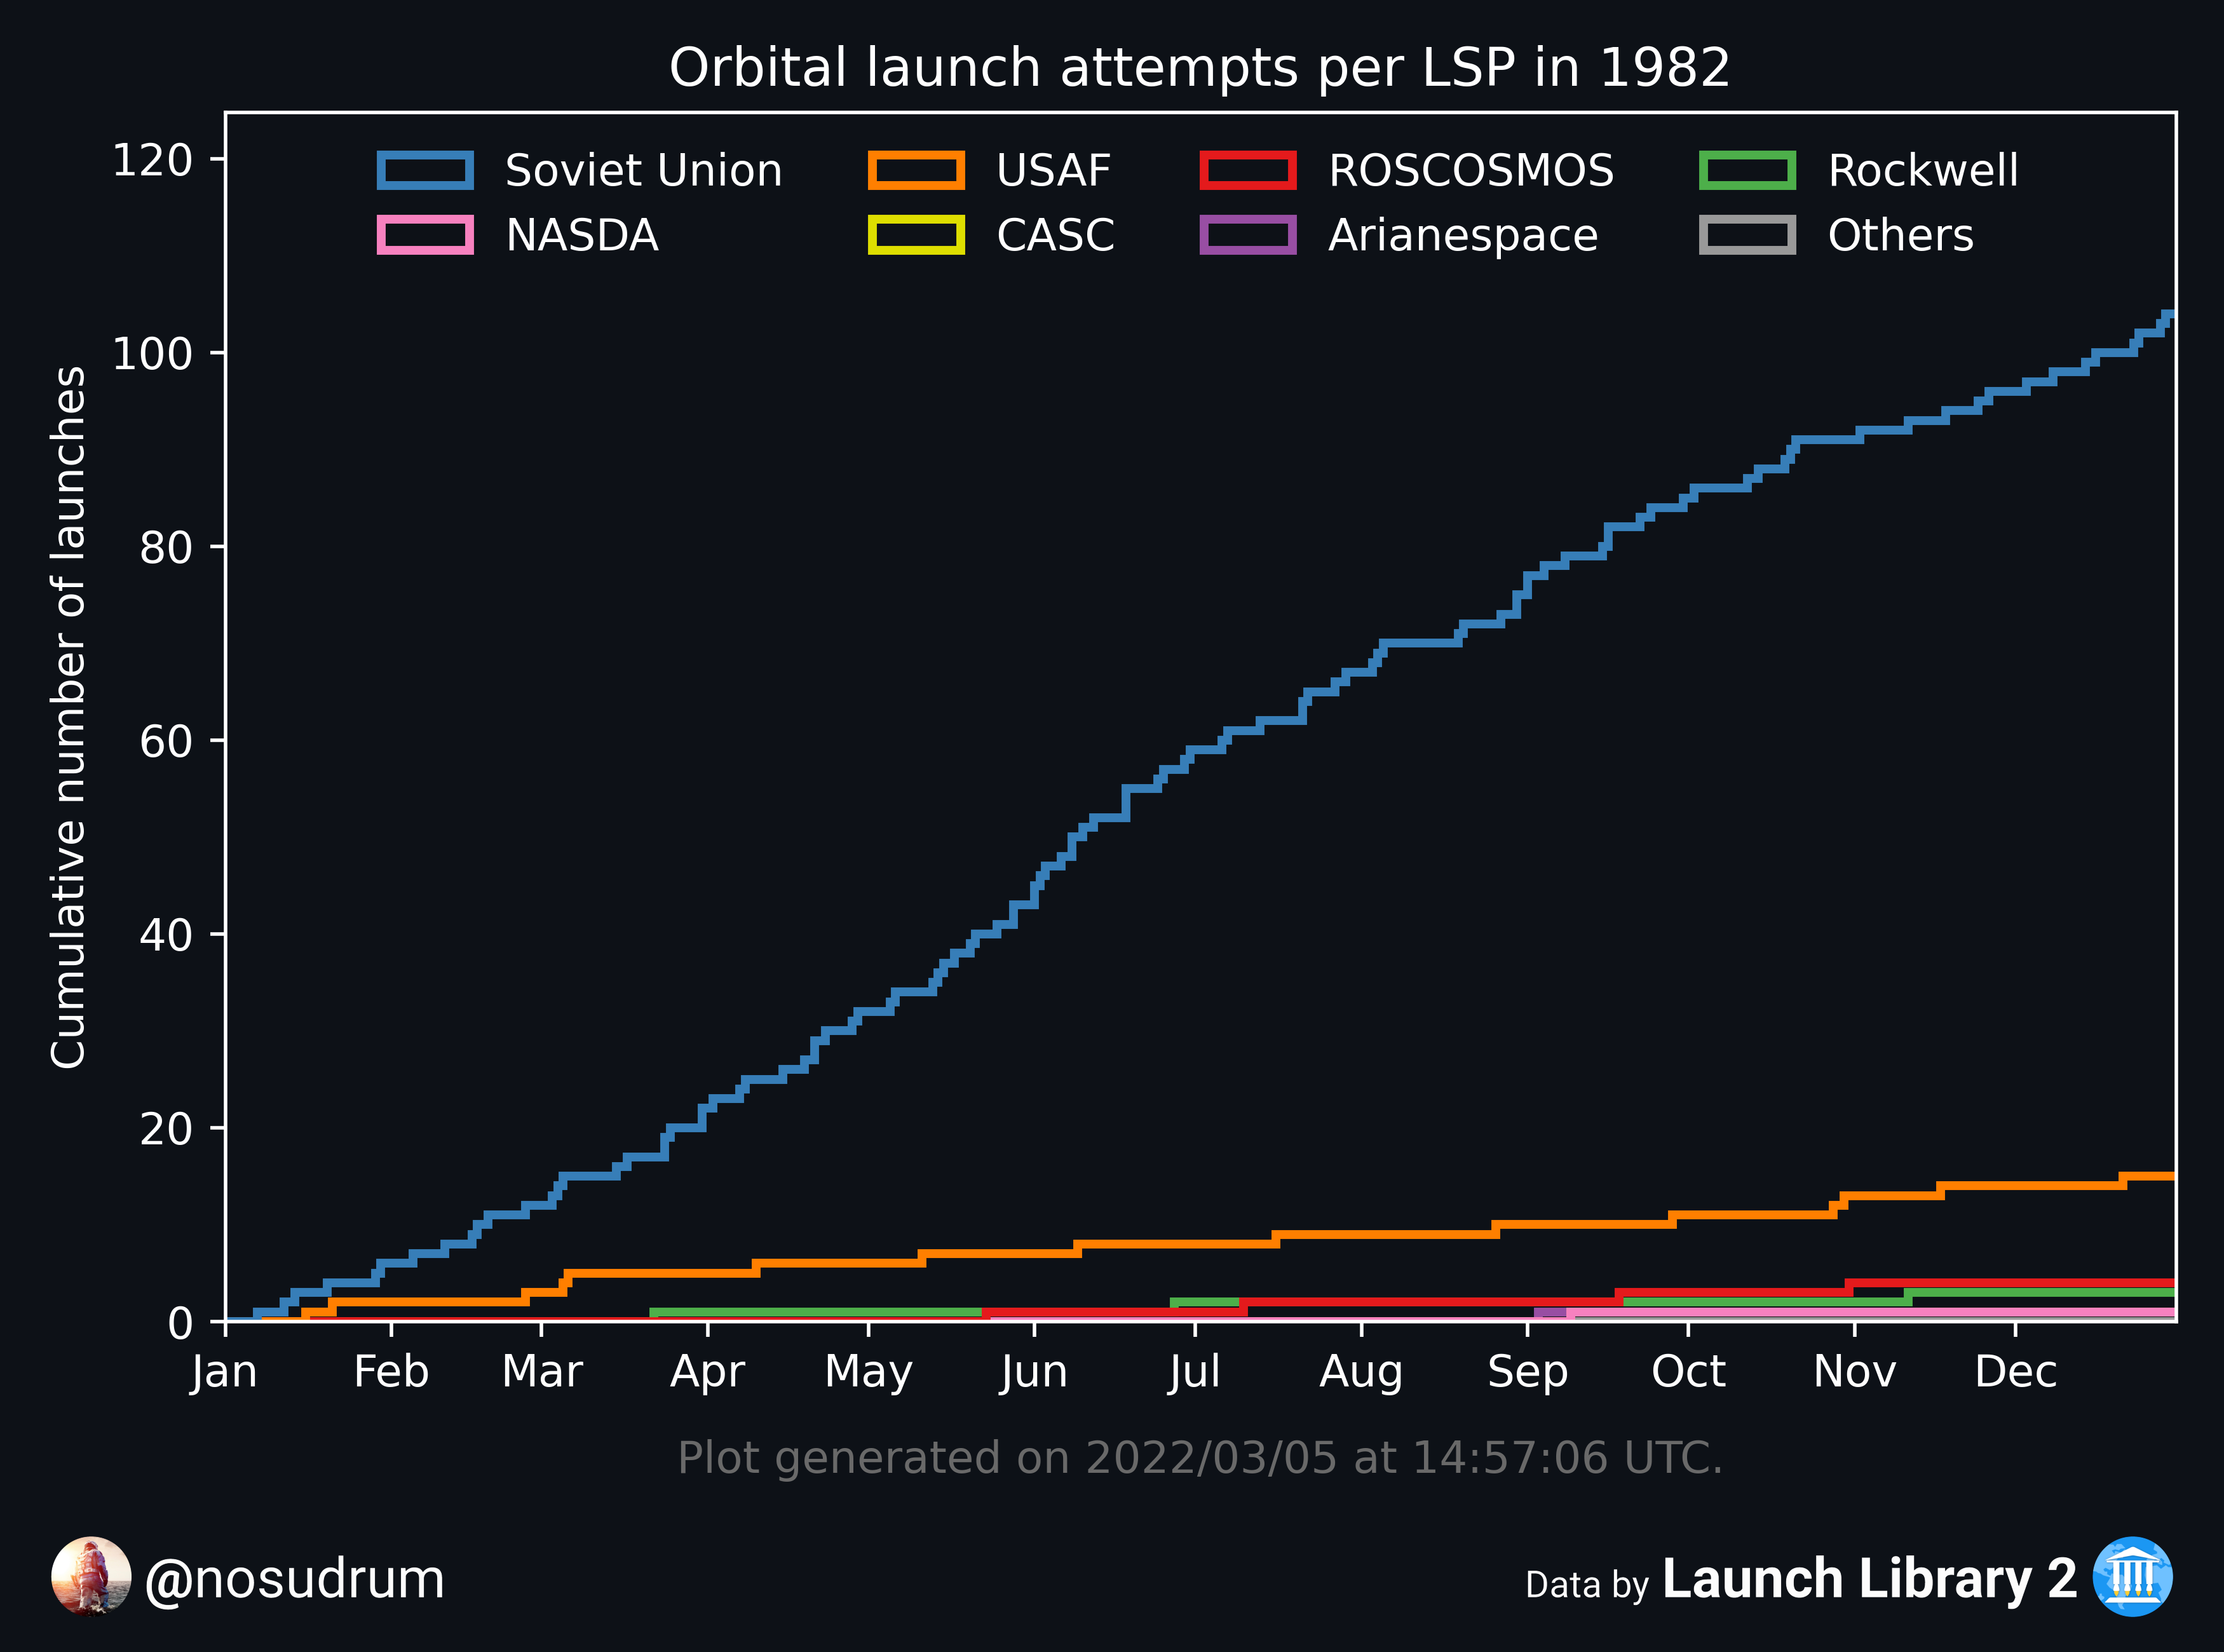 Orbital launch attempts per LSP in 1982
Soviet Union USAF ROSCOSMOS Rockwell
NASDA CASC Arianespace Others
Cumulative number of launches
120
100
80
60
40
20
0
Jan Feb Mar Apr May Jun Jul Aug Sep Oct Nov Dec
Plot generated on 2022/03/05 at 14:57:06 UTC.
@nosudrum
Data by Launch Library 2